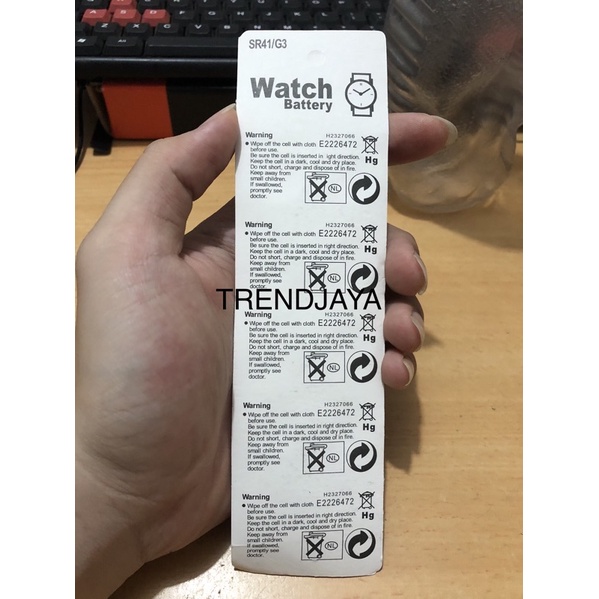 SR41/G3
Watch
Battery
Warning
H2327066
• Wipe off the cell with cloth E2226472
before use.
Be sure the cell is inserted in right direction.
Keep the cell in a dark, cool and dry place.
Do not short, charge and dispose of in fire.
Hg
Keep away from
small children.
If swallowed,
promptly see
doctor.
NL
Warning
H2327066
• Wipe off the cell with cloth E2226472
before use.
Be sure the cell is inserted in right direction.
Keep the cell in a dark, cool and dry place.
Do not short, charge and dispose of in fire.
Hg
Keep away from
small children.
If swallowed,
promptly see
doctor.
NL
TRENDJAYA
Warning
H2327066
• Wipe off the cell with cloth E2226472
before use.
Be sure the cell is inserted in right direction.
Keep the cell in a dark, cool and dry place.
Do not short, charge and dispose of in fire.
Hg
Keep away from
small children.
If swallowed,
promptly see
doctor.
NL
Warning
H2327066
• Wipe off the cell with cloth E2226472
before use.
Be sure the cell is inserted in right direction.
Keep the cell in a dark, cool and dry place.
Do not short, charge and dispose of in fire.
Hg
Keep away from
small children.
If swallowed,
promptly see
doctor.
NL
Warning
H2327066
• Wipe off the cell with cloth E2226472
before use.
Be sure the cell is inserted in right direction.
Keep the cell in a dark, cool and dry place.
Do not short, charge and dispose of in fire.
Hg
Keep away from
small children.
If swallowed,
promptly see
doctor.
NL